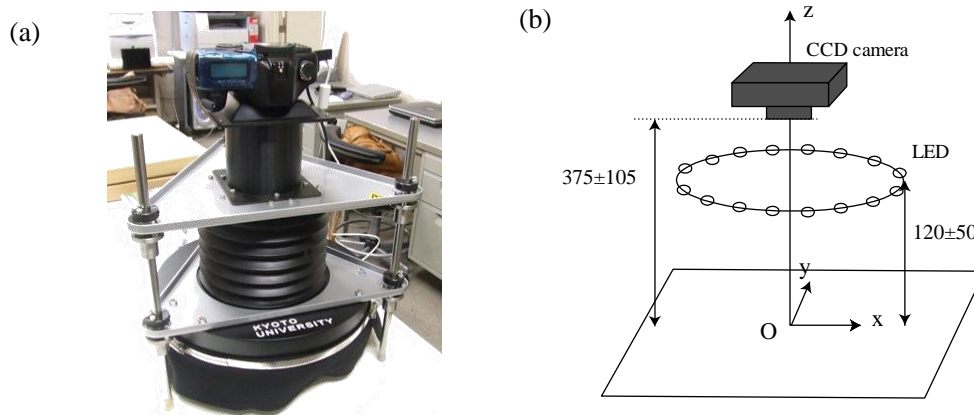 (a)
KYOTO
UNIVERSITY
(b)
z
CCD camera
LED
375±105
120±50
y
O
x